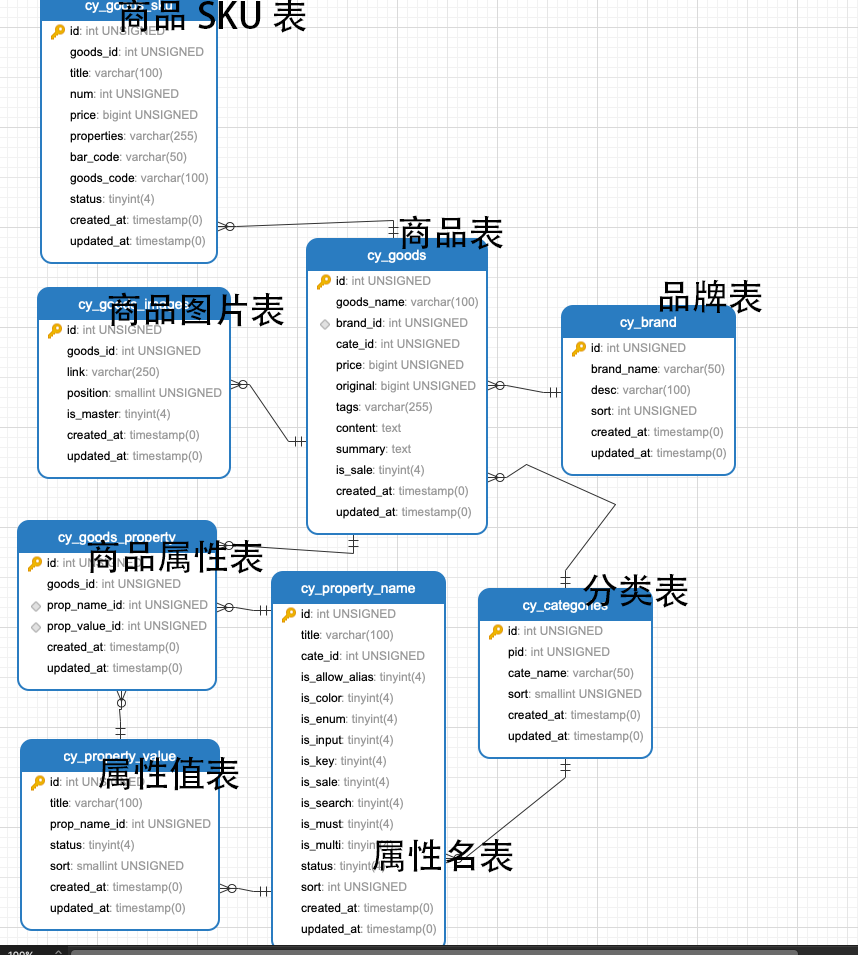 cy_goods_sku
商品 SKU 表
id: int UNSIGNED
goods_id: int UNSIGNED
title: varchar(100)
num: int UNSIGNED
price: bigint UNSIGNED
properties: varchar(255)
bar_code: varchar(50)
goods_code: varchar(100)
status: tinyint(4)
created_at: timestamp(0)
updated_at: timestamp(0)
商品表
cy_goods
id: int UNSIGNED
goods_name: varchar(100)
brand_id: int UNSIGNED
cate_id: int UNSIGNED
price: bigint UNSIGNED
original: bigint UNSIGNED
tags: varchar(255)
content: text
summary: text
is_sale: tinyint(4)
created_at: timestamp(0)
updated_at: timestamp(0)
cy_goods_images
商品图片表
id: int UNSIGNED
goods_id: int UNSIGNED
link: varchar(250)
position: smallint UNSIGNED
is_master: tinyint(4)
created_at: timestamp(0)
updated_at: timestamp(0)
品牌表
cy_brand
id: int UNSIGNED
brand_name: varchar(50)
desc: varchar(100)
sort: int UNSIGNED
created_at: timestamp(0)
updated_at: timestamp(0)
cy_goods_property
商品属性表
id: int UNSIGNED
goods_id: int UNSIGNED
prop_name_id: int UNSIGNED
prop_value_id: int UNSIGNED
created_at: timestamp(0)
updated_at: timestamp(0)
cy_property_name
id: int UNSIGNED
title: varchar(100)
cate_id: int UNSIGNED
is_allow_alias: tinyint(4)
is_color: tinyint(4)
is_enum: tinyint(4)
is_input: tinyint(4)
is_key: tinyint(4)
is_sale: tinyint(4)
is_search: tinyint(4)
is_must: tinyint(4)
is_multi: tinyint(4)
属性名表
status: tinyint(4)
sort: int UNSIGNED
created_at: timestamp(0)
updated_at: timestamp(0)
分类表
cy_categories
id: int UNSIGNED
pid: int UNSIGNED
cate_name: varchar(50)
sort: smallint UNSIGNED
created_at: timestamp(0)
updated_at: timestamp(0)
cy_property_value
属性值表
id: int UNSIGNED
title: varchar(100)
prop_name_id: int UNSIGNED
status: tinyint(4)
sort: smallint UNSIGNED
created_at: timestamp(0)
updated_at: timestamp(0)
100%